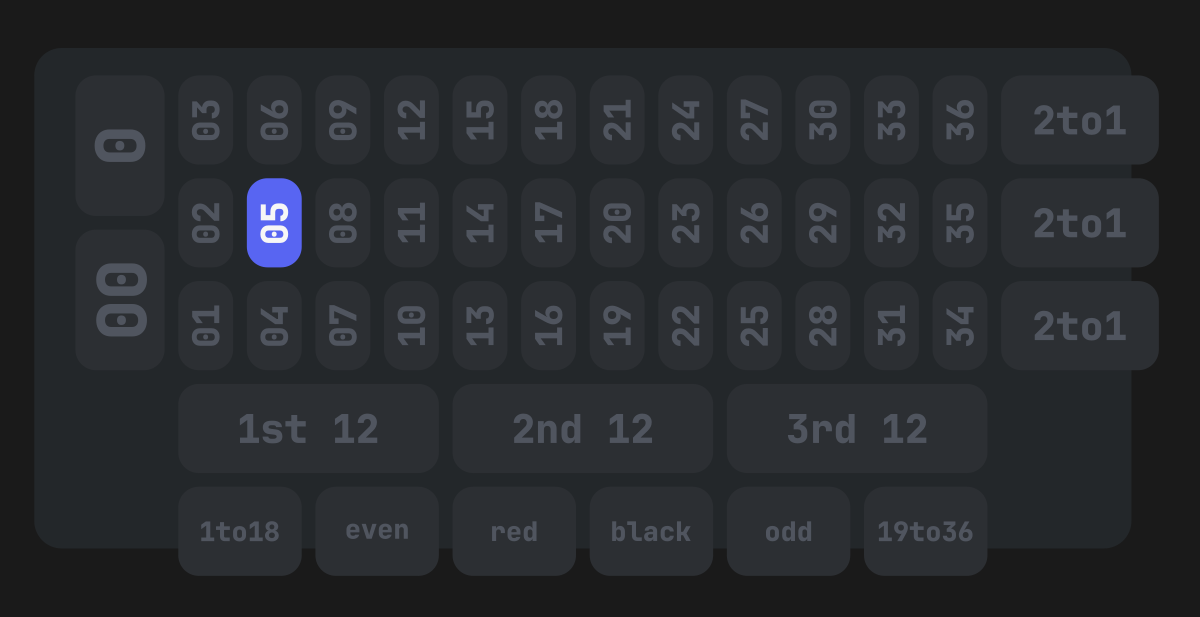 0
03 06 09 12 15 18 21 24 27 30 33 36 2to1
02 05 08 11 14 17 20 23 26 29 32 35 2to1
00
01 04 07 10 13 16 19 22 25 28 31 34 2to1
1st 12 2nd 12 3rd 12
1to18 even red black odd 19to36